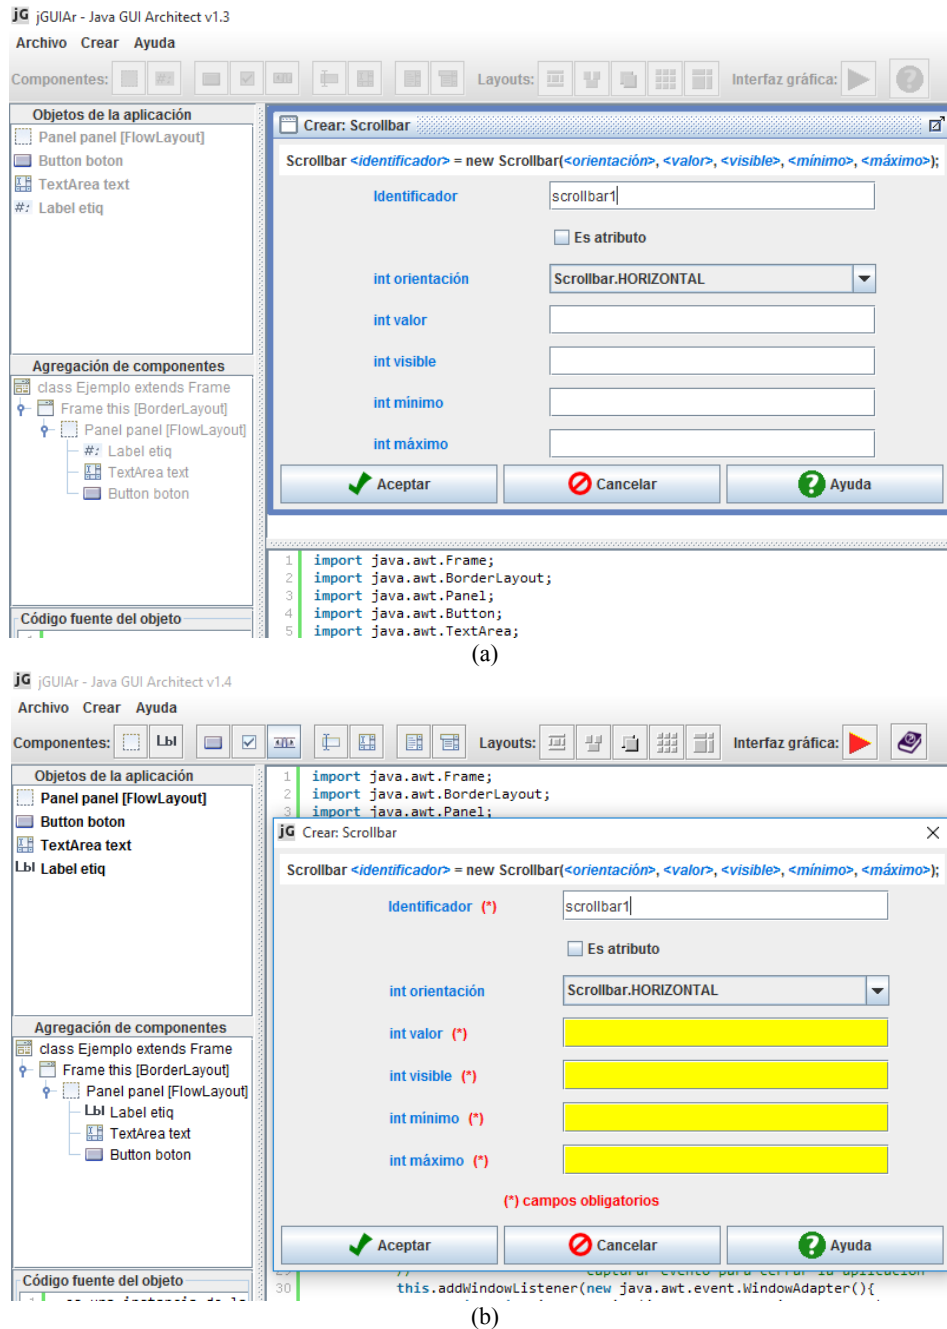 jG jGUIAr - Java GUI Architect v1.3
Archivo Crear Ayuda
Componentes: #: Layouts: Interfaz gráfica:
Objetos de la aplicación
Panel panel [FlowLayout]
Button boton
TextArea text
#: Label etiq
Crear: Scrollbar
Scrollbar <identificador> = new Scrollbar(<orientación>, <valor>, <visible>, <mínimo>, <máximo>);
Identificador scrollbar1
Es atributo
int orientación Scrollbar.HORIZONTAL
int valor
int visible
int mínimo
int máximo
Aceptar Cancelar Ayuda
Agregación de componentes
class Ejemplo extends Frame
Frame this [BorderLayout]
Panel panel [FlowLayout]
#: Label etiq
TextArea text
Button boton
1 import java.awt.Frame;
2 import java.awt.BorderLayout;
3 import java.awt.Panel;
4 import java.awt.Button;
5 import java.awt.TextArea;
Código fuente del objeto
(a)
jG jGUIAr - Java GUI Architect v1.4
Archivo Crear Ayuda
Componentes: Lbl Layouts: Interfaz gráfica:
Objetos de la aplicación
Panel panel [FlowLayout]
Button boton
TextArea text
Lbl Label etiq
1 import java.awt.Frame;
2 import java.awt.BorderLayout;
3 import java.awt.Panel;
jG Crear: Scrollbar
Scrollbar <identificador> = new Scrollbar(<orientación>, <valor>, <visible>, <mínimo>, <máximo>);
Identificador (*) scrollbar1
Es atributo
int orientación Scrollbar.HORIZONTAL
int valor (*)
int visible (*)
int mínimo (*)
int máximo (*)
(*) campos obligatorios
Aceptar Cancelar Ayuda
Agregación de componentes
class Ejemplo extends Frame
Frame this [BorderLayout]
Panel panel [FlowLayout]
Lbl Label etiq
TextArea text
Button boton
Código fuente del objeto
30 this.addWindowListener(new java.awt.event.WindowAdapter(){
(b)